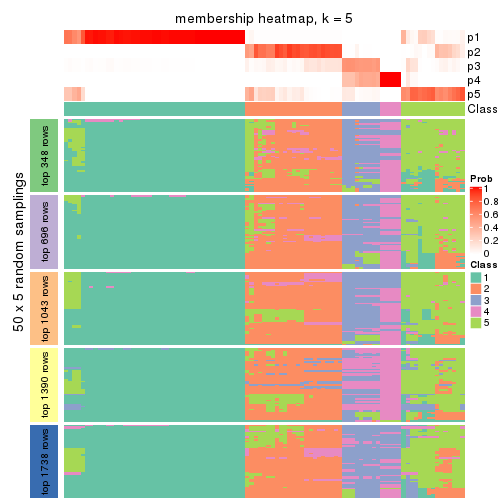 membership heatmap, k = 5
p1
p2
p3
p4
p5
Class
50 x 5 random samplings
top 348 rows
top 696 rows
top 1043 rows
top 1390 rows
top 1738 rows
Prob
1
0.8
0.6
0.4
0.2
0
Class
1
2
3
4
5